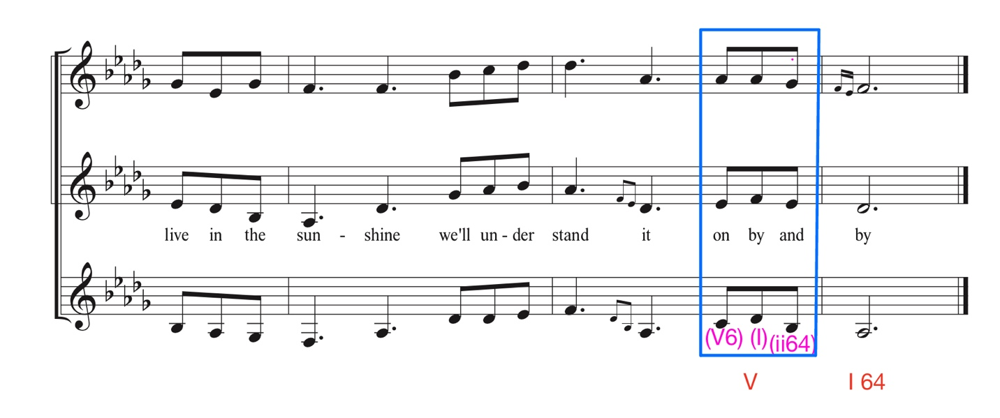 live in the sun - shine we'll un - der stand it on by and by
(V6) (I) (ii64)
V I 64